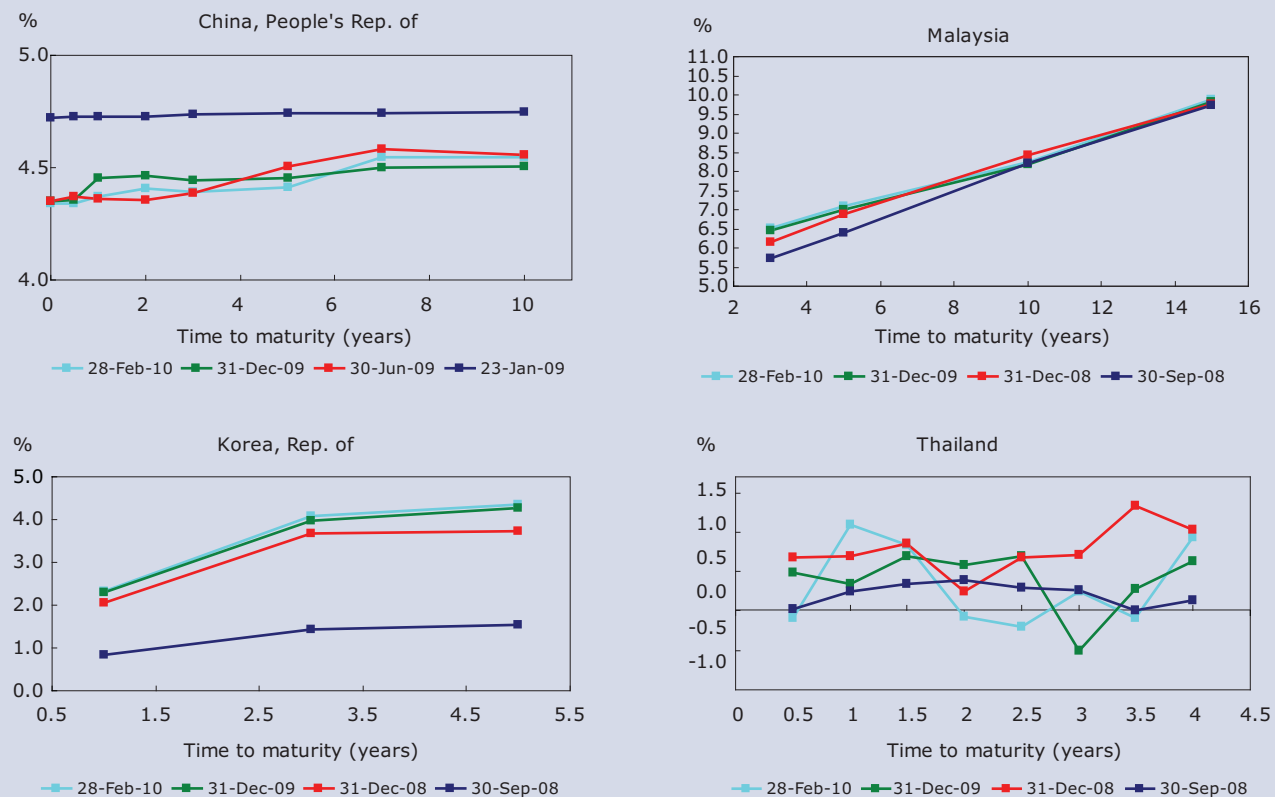 %
China, People's Rep. of
5.0
4.5
4.0
0 2 4 6 8 10
Time to maturity (years)
28-Feb-10 31-Dec-09 30-Jun-09 23-Jan-09
%
Malaysia
11.0
10.5
10.0
9.5
9.0
8.5
8.0
7.5
7.0
6.5
6.0
5.5
5.0
2 4 6 8 10 12 14 16
Time to maturity (years)
28-Feb-10 31-Dec-09 31-Dec-08 30-Sep-08
%
Korea, Rep. of
5.0
4.0
3.0
2.0
1.0
0.0
0.5 1.5 2.5 3.5 4.5 5.5
Time to maturity (years)
28-Feb-10 31-Dec-09 31-Dec-08 30-Sep-08
%
Thailand
1.5
1.0
0.5
0.0
-0.5
-1.0
0 0.5 1 1.5 2 2.5 3 3.5 4 4.5
Time to maturity (years)
28-Feb-10 31-Dec-09 31-Dec-08 30-Sep-08